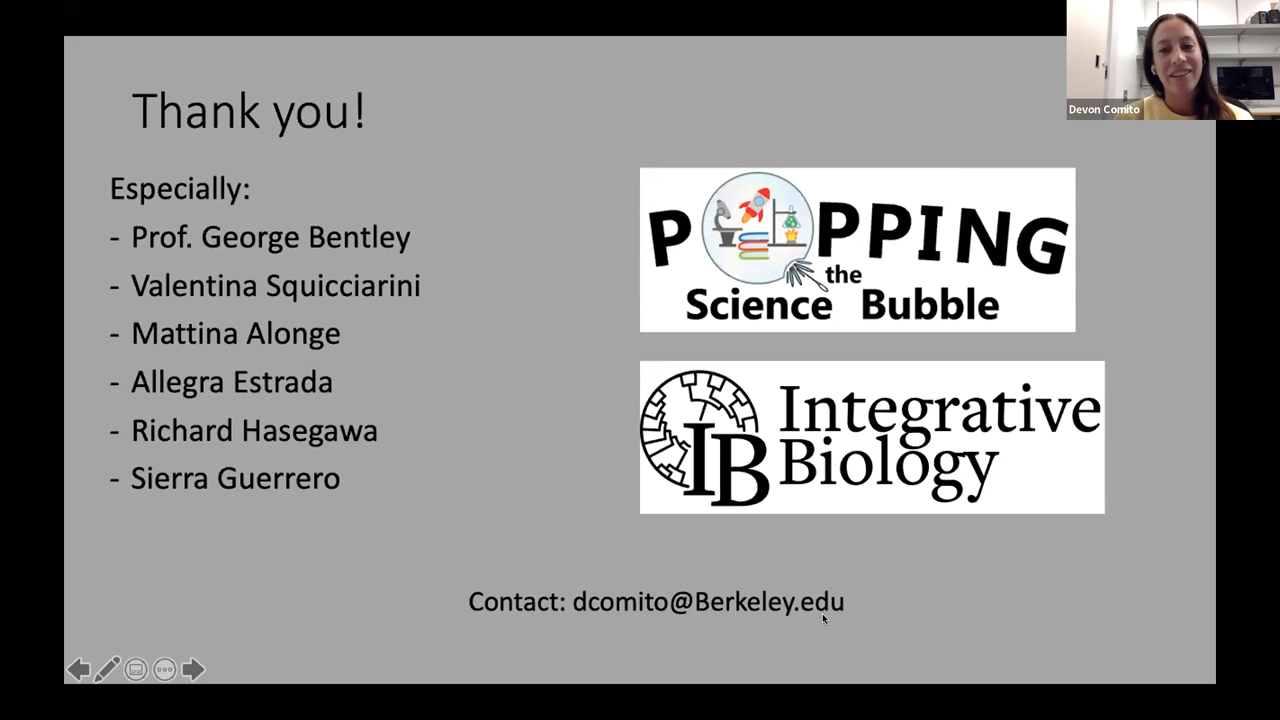 Thank you!
Devon Comito
Especially:
- Prof. George Bentley
- Valentina Squicciarini
- Mattina Alonge
- Allegra Estrada
- Richard Hasegawa
- Sierra Guerrero
POPPING
the
Science Bubble
IB
Integrative
Biology
Contact: dcomito@Berkeley.edu